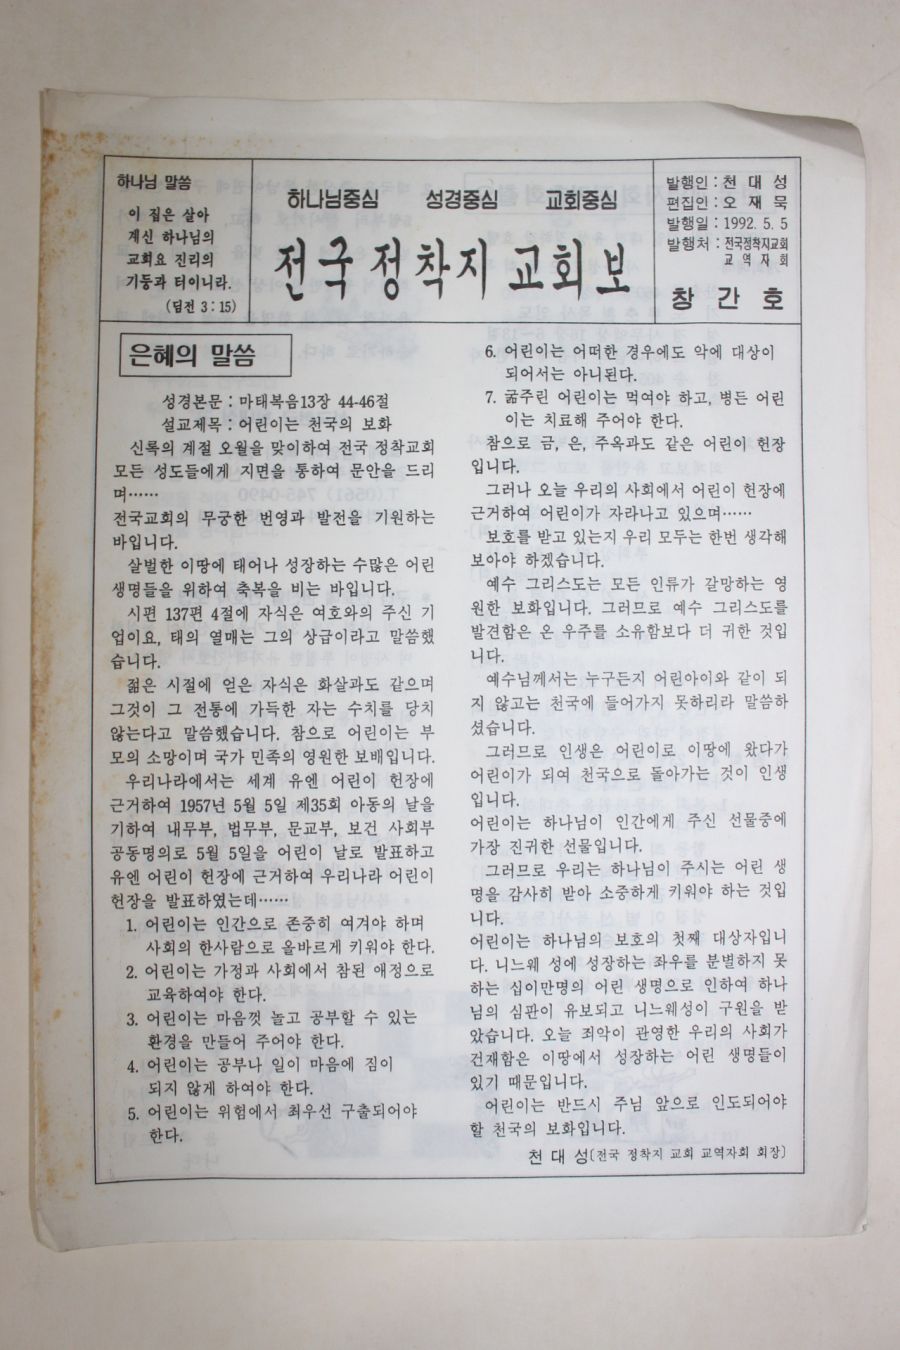 하나님 말씀
이 집은 살아
계신 하나님의
교회요 진리의
기둥과 터이니라.
(딤전 3 : 15)
하나님중심 성경중심 교회중심
전국 정착지 교회보
발행인 : 천 대 성
편집인 : 오 재 묵
발행일 : 1992. 5. 5
발행처 : 전국정착지교회
교 역 자 회
창 간 호
은혜의 말씀
성경본문 : 마태복음13장 44-46절
설교제목 : 어린이는 천국의 보화
신록의 계절 오월을 맞이하여 전국 정착교회
모든 성도들에게 지면을 통하여 문안을 드리
며……
전국교회의 무궁한 번영과 발전을 기원하는
바입니다.
살벌한 이땅에 태어나 성장하는 수많은 어린
생명들을 위하여 축복을 비는 바입니다.
시편 137편 4절에 자식은 여호와의 주신 기
업이요, 태의 열매는 그의 상급이라고 말씀했
습니다.
젊은 시절에 얻은 자식은 화살과도 같으며
그것이 그 전통에 가득한 자는 수치를 당치
않는다고 말씀했습니다. 참으로 어린이는 부
모의 소망이며 국가 민족의 영원한 보배입니다.
우리나라에서는 세계 유엔 어린이 헌장에
근거하여 1957년 5월 5일 제35회 아동의 날을
기하여 내무부, 법무부, 문교부, 보건 사회부
공동명의로 5월 5일을 어린이 날로 발표하고
유엔 어린이 헌장에 근거하여 우리나라 어린이
헌장을 발표하였는데……
1. 어린이는 인간으로 존중히 여겨야 하며
사회의 한사람으로 올바르게 키워야 한다.
2. 어린이는 가정과 사회에서 참된 애정으로
교육하여야 한다.
3. 어린이는 마음껏 놀고 공부할 수 있는
환경을 만들어 주어야 한다.
4. 어린이는 공부나 일이 마음에 짐이
되지 않게 하여야 한다.
5. 어린이는 위험에서 최우선 구출되어야
한다.
6. 어린이는 어떠한 경우에도 악에 대상이
되어서는 아니된다.
7. 굶주린 어린이는 먹여야 하고, 병든 어린
이는 치료해 주어야 한다.
참으로 금, 은, 주옥과도 같은 어린이 헌장
입니다.
그러나 오늘 우리의 사회에서 어린이 헌장에
근거하여 어린이가 자라나고 있으며……
보호를 받고 있는지 우리 모두는 한번 생각해
보아야 하겠습니다.
예수 그리스도는 모든 인류가 갈망하는 영
원한 보화입니다. 그러므로 예수 그리스도를
발견함은 온 우주를 소유함보다 더 귀한 것입
니다.
예수님께서는 누구든지 어린아이와 같이 되
지 않고는 천국에 들어가지 못하리라 말씀하
셨습니다.
그러므로 인생은 어린이로 이땅에 왔다가
어린이가 되여 천국으로 돌아가는 것이 인생
입니다.
어린이는 하나님이 인간에게 주신 선물중에
가장 진귀한 선물입니다.
그러므로 우리는 하나님이 주시는 어린 생
명을 감사히 받아 소중하게 키워야 하는 것입
니다.
어린이는 하나님의 보호의 첫째 대상자입니
다. 니느웨 성에 성장하는 좌우를 분별하지 못
하는 십이만명의 어린 생명으로 인하여 하나
님의 심판이 유보되고 니느웨성이 구원을 받
았습니다. 오늘 죄악이 관영한 우리의 사회가
건재함은 이땅에서 성장하는 어린 생명들이
있기 때문입니다.
어린이는 반드시 주님 앞으로 인도되어야
할 천국의 보화입니다.
천 대 성(전국 정착지 교회 교역자회 회장)